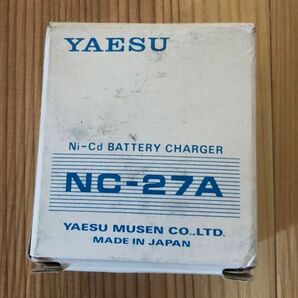 YAESU
Ni-Cd BATTERY CHARGER
NC-27A
YAESU MUSEN CO.,LTD.
MADE IN JAPAN